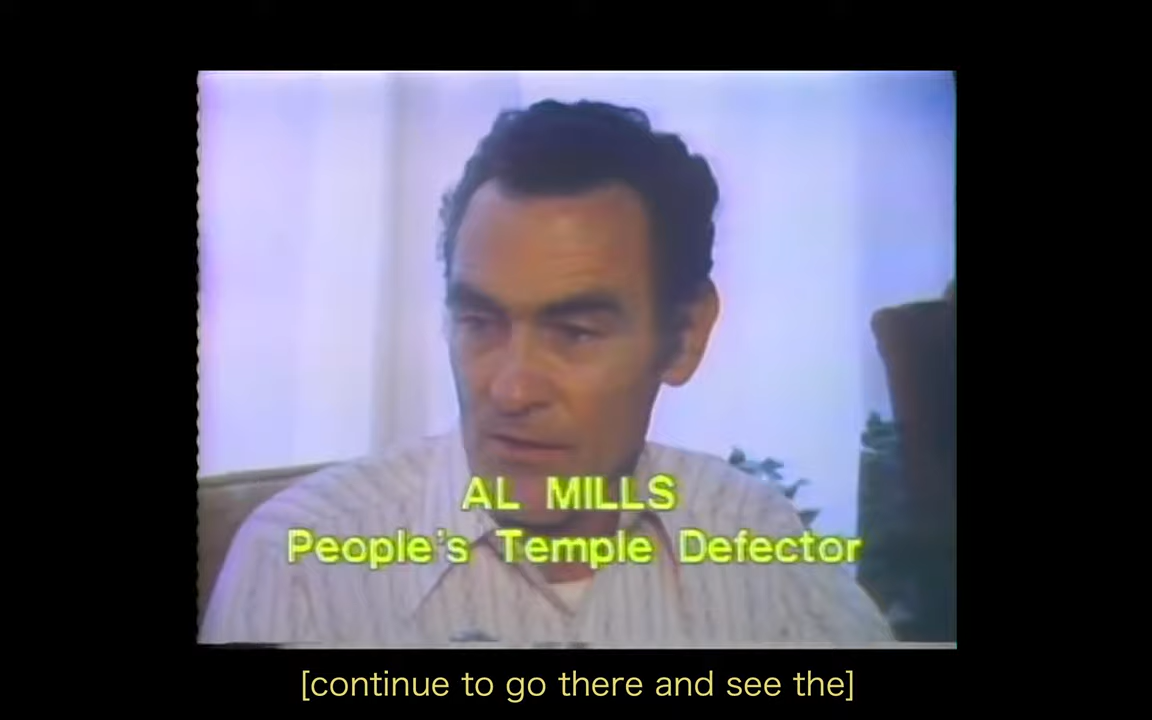 AL MILLS
People's Temple Defector
[continue to go there and see the]